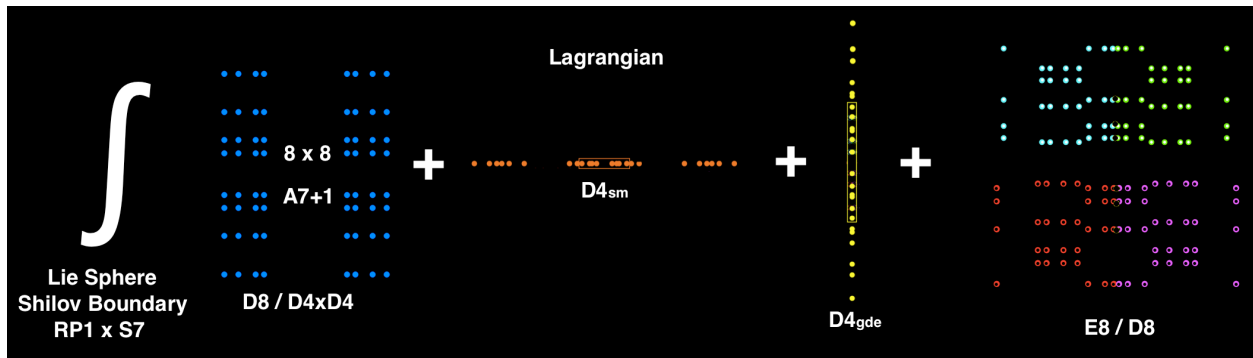 Lagrangian
8 x 8
A7+1
D4sm
Lie Sphere
Shilov Boundary
RP1 x S7
D8 / D4xD4
D4gde
E8 / D8